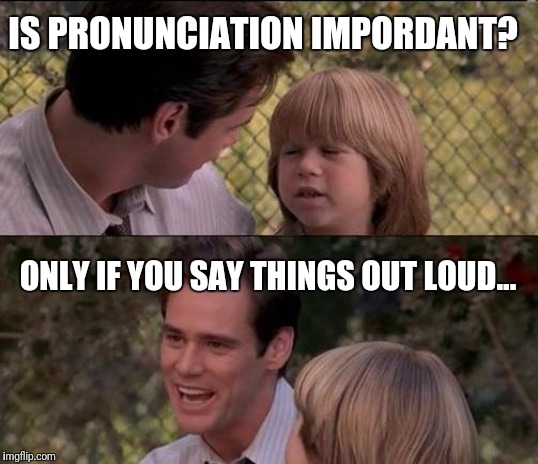 IS PRONUNCIATION IMPORDANT?
ONLY IF YOU SAY THINGS OUT LOUD...
imgflip.com